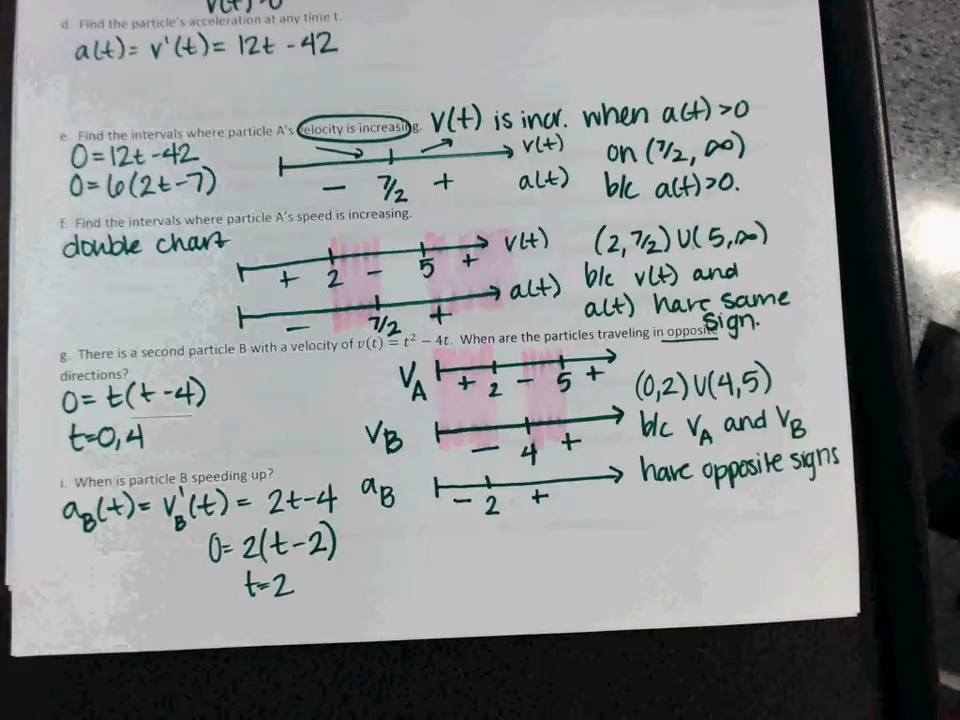 d. Find the particle's acceleration at any time t.
a(t) = v'(t) = 12t - 42
e. Find the intervals where particle A's velocity is increasing. v(t) is incr. when a(t) > 0
0 = 12t - 42
v(t)
on (7/2, ∞)
0 = 6(2t - 7)
- 7/2 +
a(t)
b/c a(t) > 0.
f. Find the intervals where particle A's speed is increasing.
double chart
+ 2 - 5 +
v(t)
(2, 7/2) U (5, ∞)
- 7/2 +
a(t)
b/c v(t) and
a(t) have same
sign.
g. There is a second particle B with a velocity of v(t) = t² − 4t. When are the particles traveling in opposite
directions?
0 = t(t - 4)
t = 0, 4
V_A
+ 2 - 5 +
(0,2) U (4,5)
V_B
- 4 +
b/c V_A and V_B
have opposite signs
i. When is particle B speeding up?
a_B(t) = V_B'(t) = 2t - 4
a_B
- 2 +
0 = 2(t - 2)
t = 2